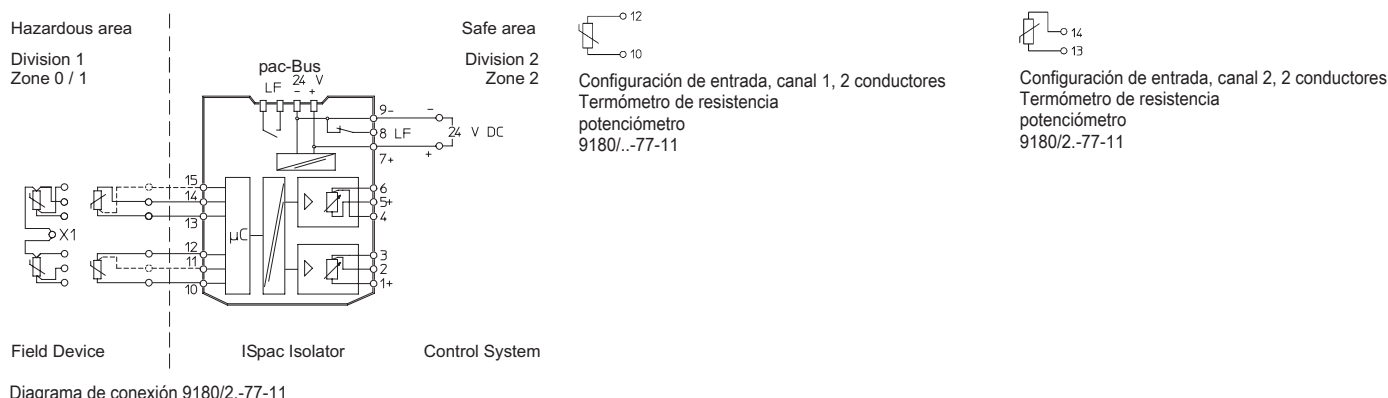 Hazardous area
Safe area
Division 1
Zone 0 / 1
Division 2
Zone 2
pac-Bus
LF 24 V
- +
9-
-
8 LF
24 V DC
7+
+
15
14
13
6
5+
4
X1
µC
12
11
10
3
2
1+
Field Device
ISpac Isolator
Control System
Diagrama de conexión 9180/2.-77-11
12
10
Configuración de entrada, canal 1, 2 conductores
Termómetro de resistencia
potenciómetro
9180/..-77-11
14
13
Configuración de entrada, canal 2, 2 conductores
Termómetro de resistencia
potenciómetro
9180/2.-77-11